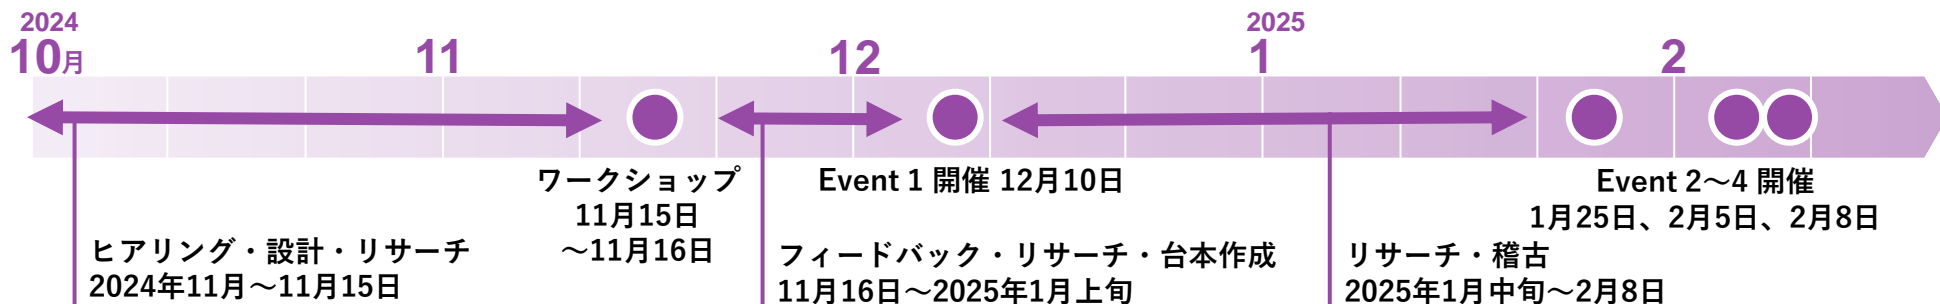 2024
10月
11
12
2025
1
2
ワークショップ
11月15日
～11月16日
Event 1 開催 12月10日
Event 2～4 開催
1月25日、2月5日、2月8日
ヒアリング・設計・リサーチ
2024年11月～11月15日
フィードバック・リサーチ・台本作成
11月16日～2025年1月上旬
リサーチ・稽古
2025年1月中旬～2月8日